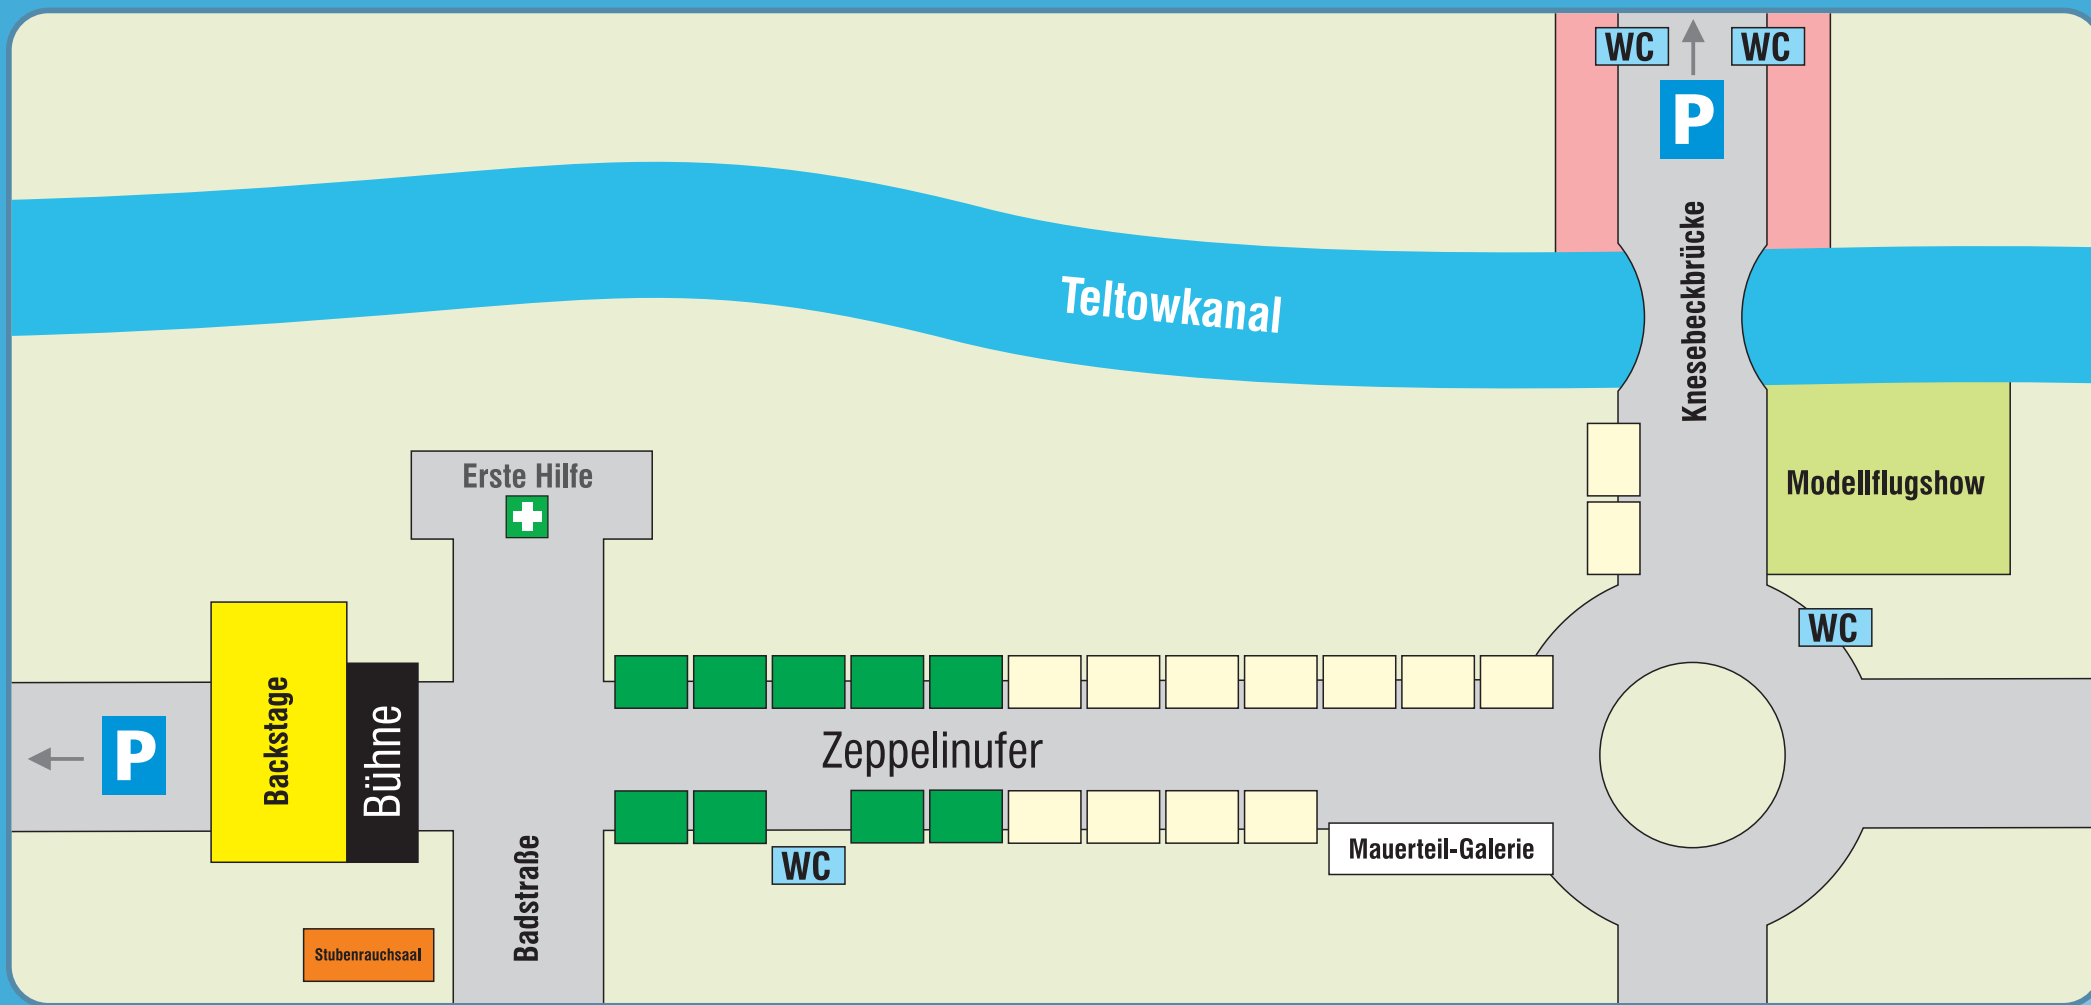 WC
WC
P
Knesebeckbrücke
Teltowkanal
Erste Hilfe
Modellflugshow
WC
P
Backstage
Bühne
Zeppelinufer
Badstraße
WC
Mauerteil-Galerie
Stubenrauchsaal